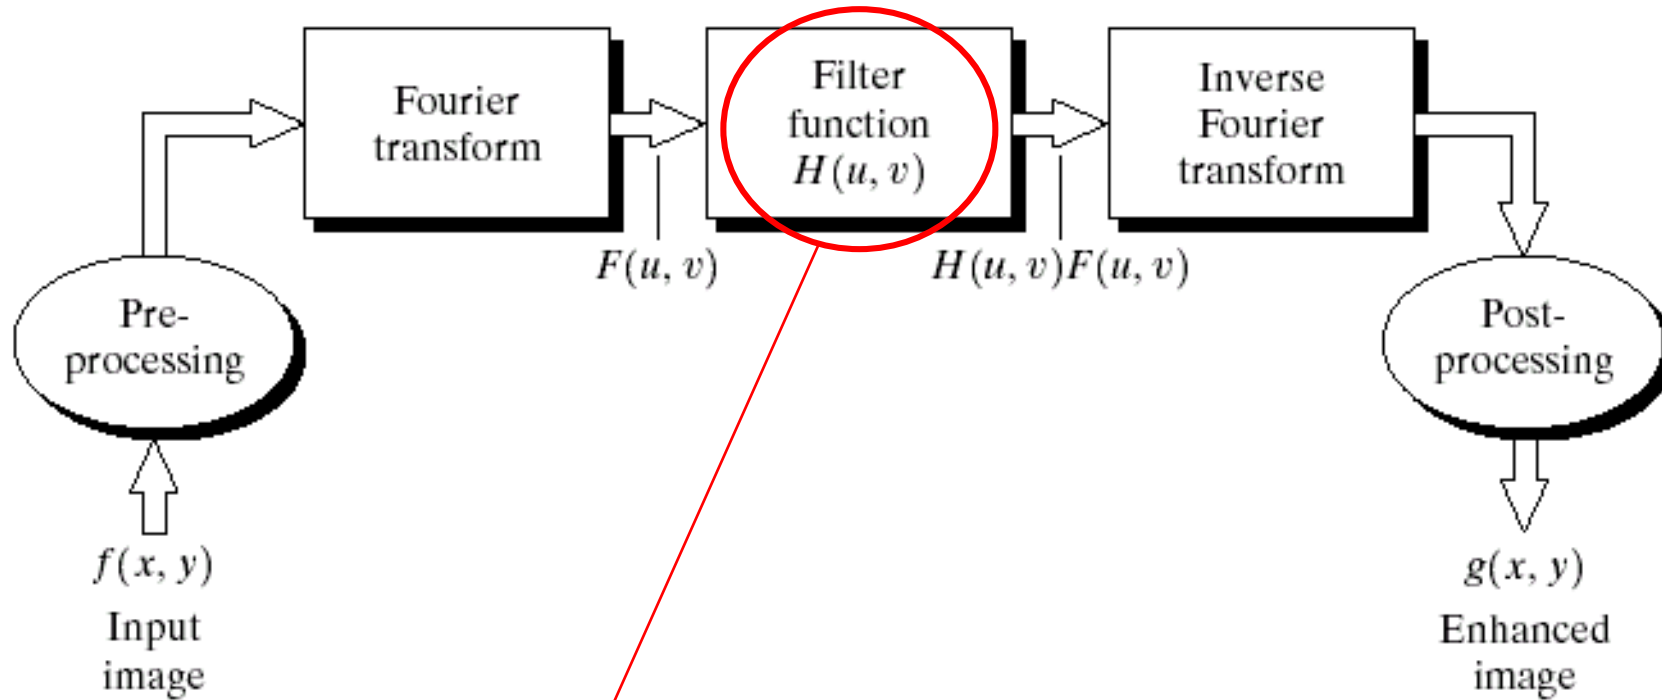 Fourier
transform
Filter
function
H(u, v)
Inverse
Fourier
transform
F(u, v)
H(u, v)F(u, v)
Pre-
processing
Post-
processing
f(x, y)
Input
image
g(x, y)
Enhanced
image